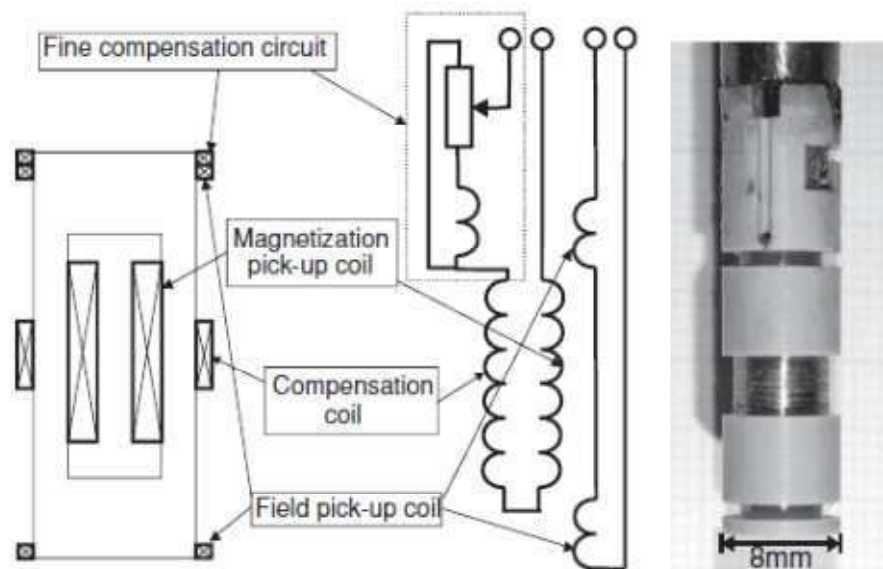 Fine compensation circuit
Magnetization
pick-up coil
Compensation
coil
Field pick-up coil
8mm